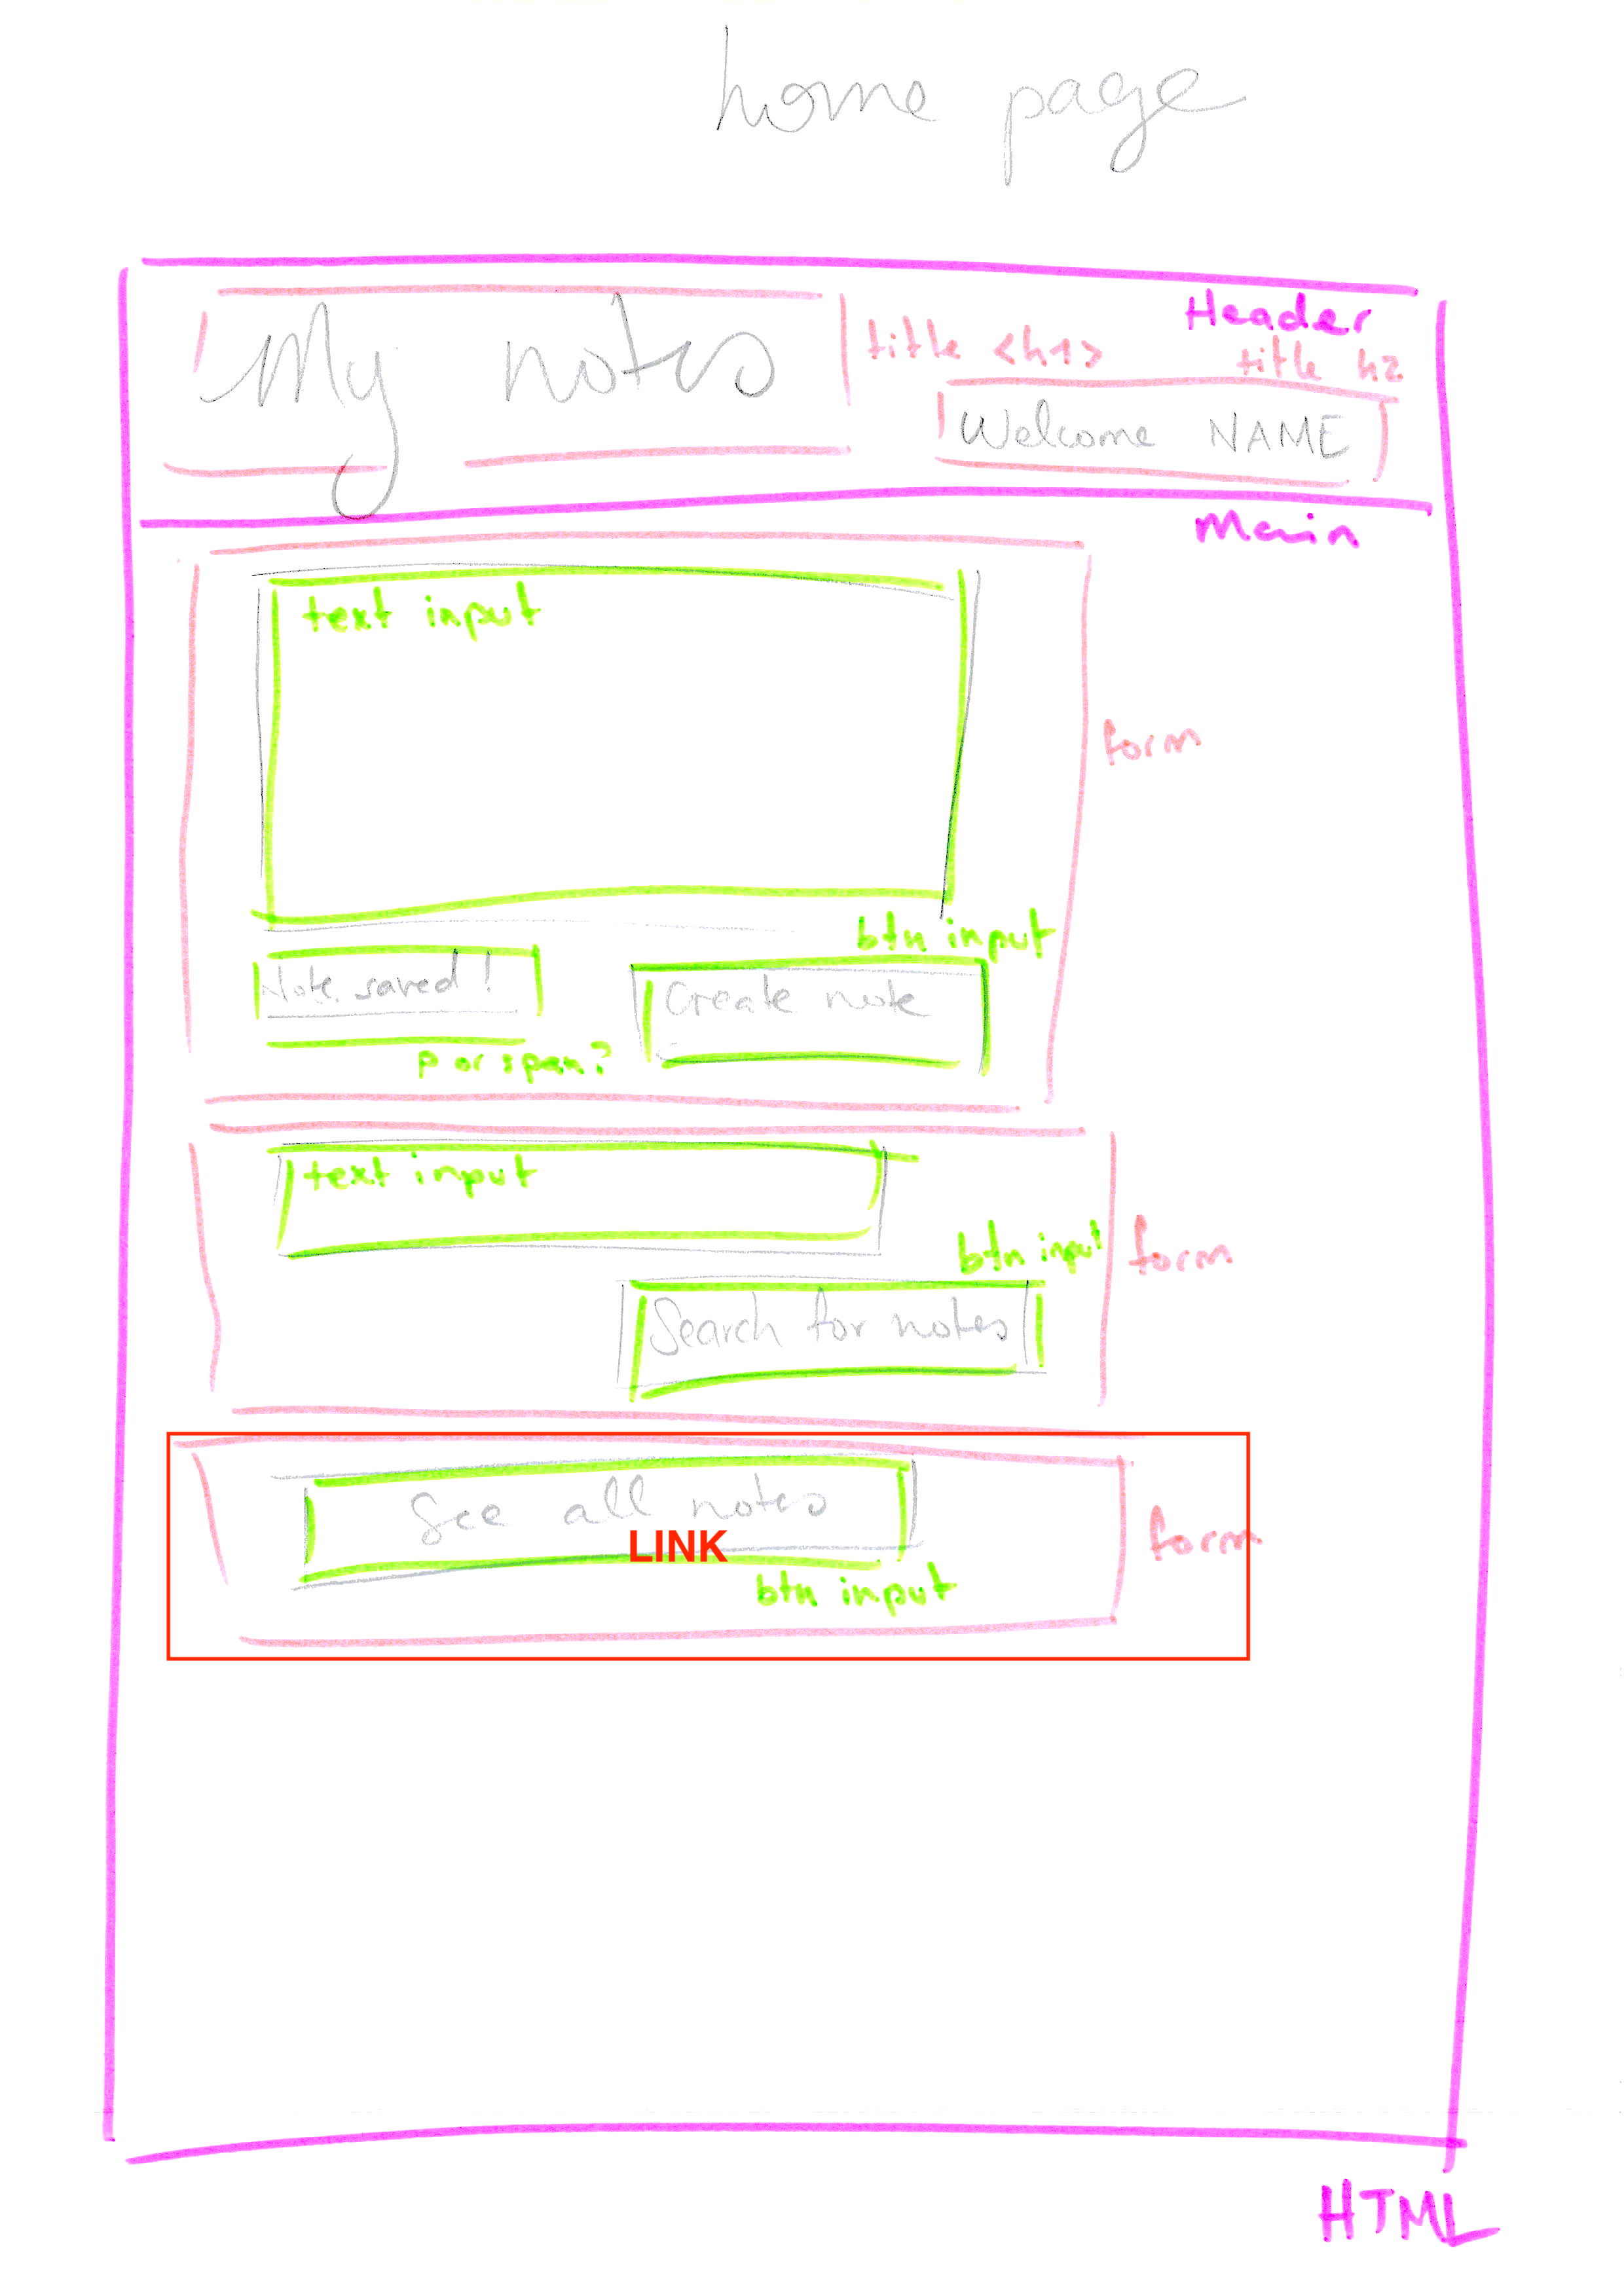 home page
Header
My notes
title <h1>
title h2
Welcome NAME
Main
text input
form
btn input
Note saved!
Create note
p or span?
text input
btn input
form
Search for notes
See all notes
LINK
form
btn input
HTML